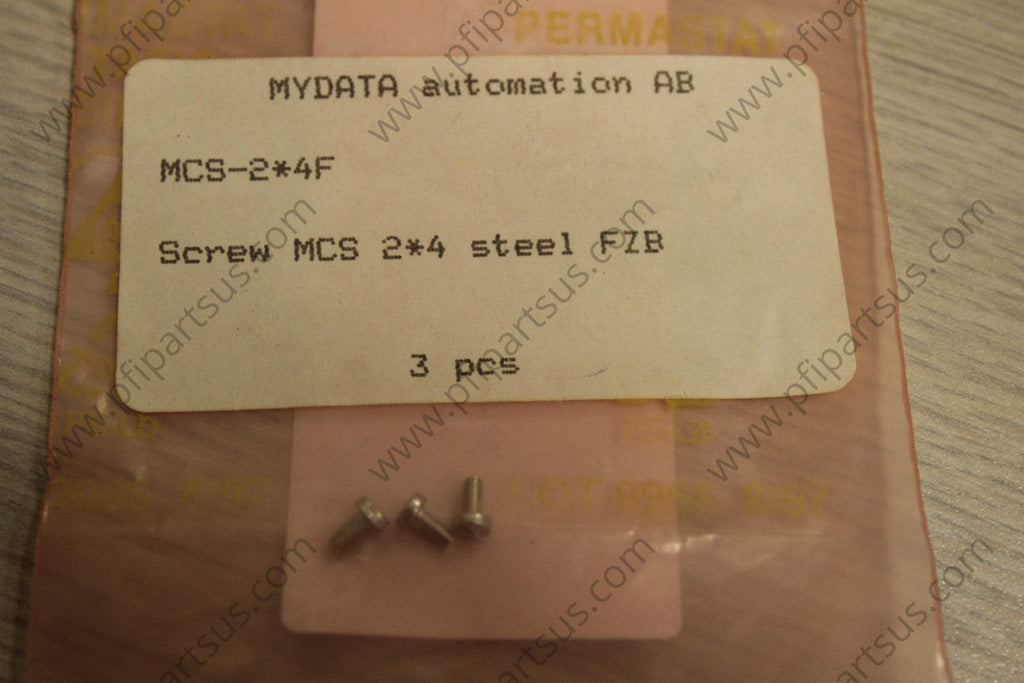 PERMASTAT
MYDATA automation AB
MCS-2*4F
Screw MCS 2*4 steel FZB
3 pcs
www.pfipartsus.com